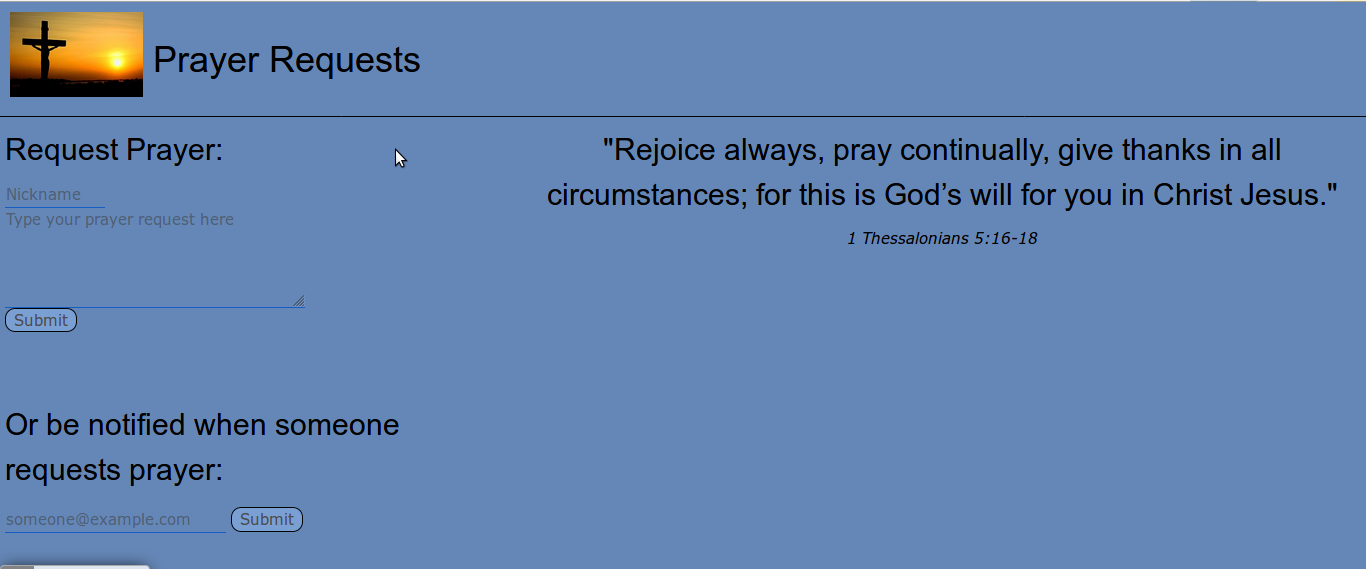 Prayer Requests
Request Prayer:
Nickname
Type your prayer request here
Submit
"Rejoice always, pray continually, give thanks in all
circumstances; for this is God’s will for you in Christ Jesus."
1 Thessalonians 5:16-18
Or be notified when someone
requests prayer:
someone@example.com Submit